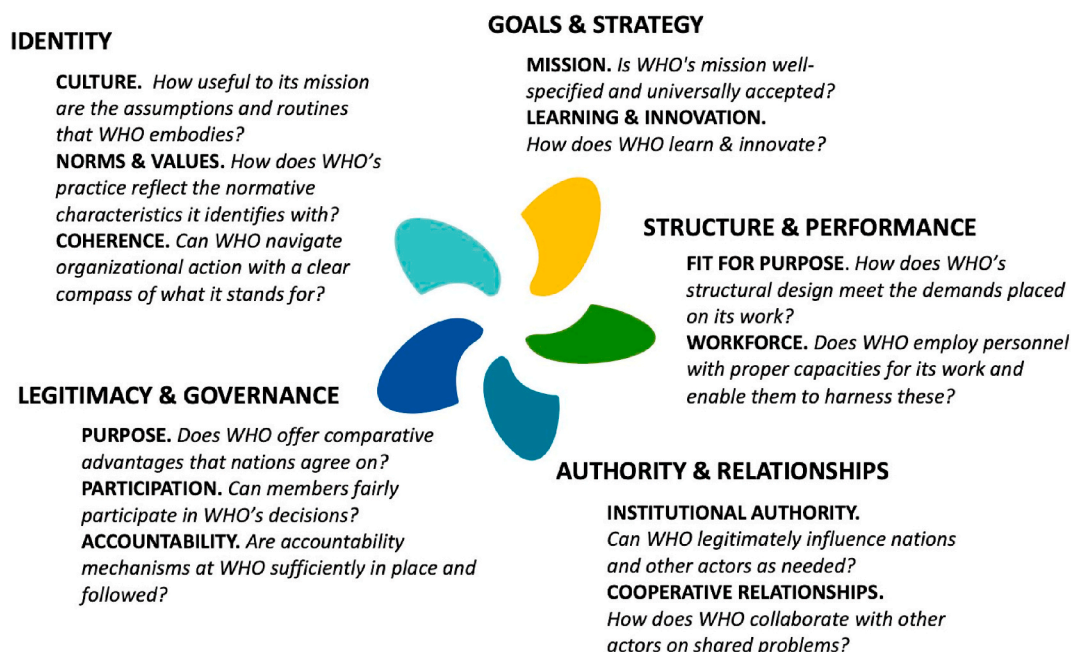 IDENTITY
CULTURE. How useful to its mission
are the assumptions and routines
that WHO embodies?
NORMS & VALUES. How does WHO’s
practice reflect the normative
characteristics it identifies with?
COHERENCE. Can WHO navigate
organizational action with a clear
compass of what it stands for?
GOALS & STRATEGY
MISSION. Is WHO's mission well-
specified and universally accepted?
LEARNING & INNOVATION.
How does WHO learn & innovate?
STRUCTURE & PERFORMANCE
FIT FOR PURPOSE. How does WHO’s
structural design meet the demands placed
on its work?
WORKFORCE. Does WHO employ personnel
with proper capacities for its work and
enable them to harness these?
LEGITIMACY & GOVERNANCE
PURPOSE. Does WHO offer comparative
advantages that nations agree on?
PARTICIPATION. Can members fairly
participate in WHO’s decisions?
ACCOUNTABILITY. Are accountability
mechanisms at WHO sufficiently in place and
followed?
AUTHORITY & RELATIONSHIPS
INSTITUTIONAL AUTHORITY.
Can WHO legitimately influence nations
and other actors as needed?
COOPERATIVE RELATIONSHIPS.
How does WHO collaborate with other
actors on shared problems?